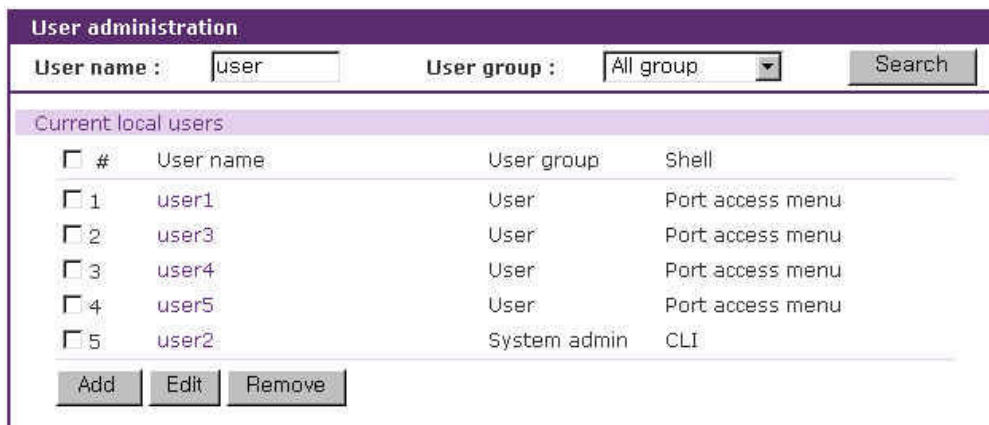 User administration
User name : user User group : All group Search
Current local users
# User name User group Shell
1 user1 User Port access menu
2 user3 User Port access menu
3 user4 User Port access menu
4 user5 User Port access menu
5 user2 System admin CLI
Add Edit Remove